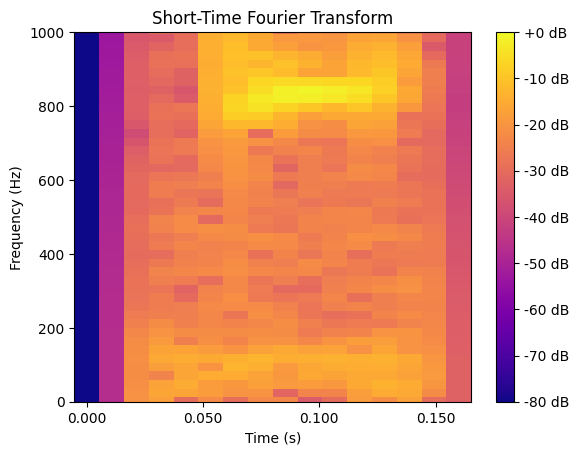 Short-Time Fourier Transform
1000
800
600
400
200
0
Frequency (Hz)
0.000
0.050
0.100
0.150
Time (s)
+0 dB
-10 dB
-20 dB
-30 dB
-40 dB
-50 dB
-60 dB
-70 dB
-80 dB